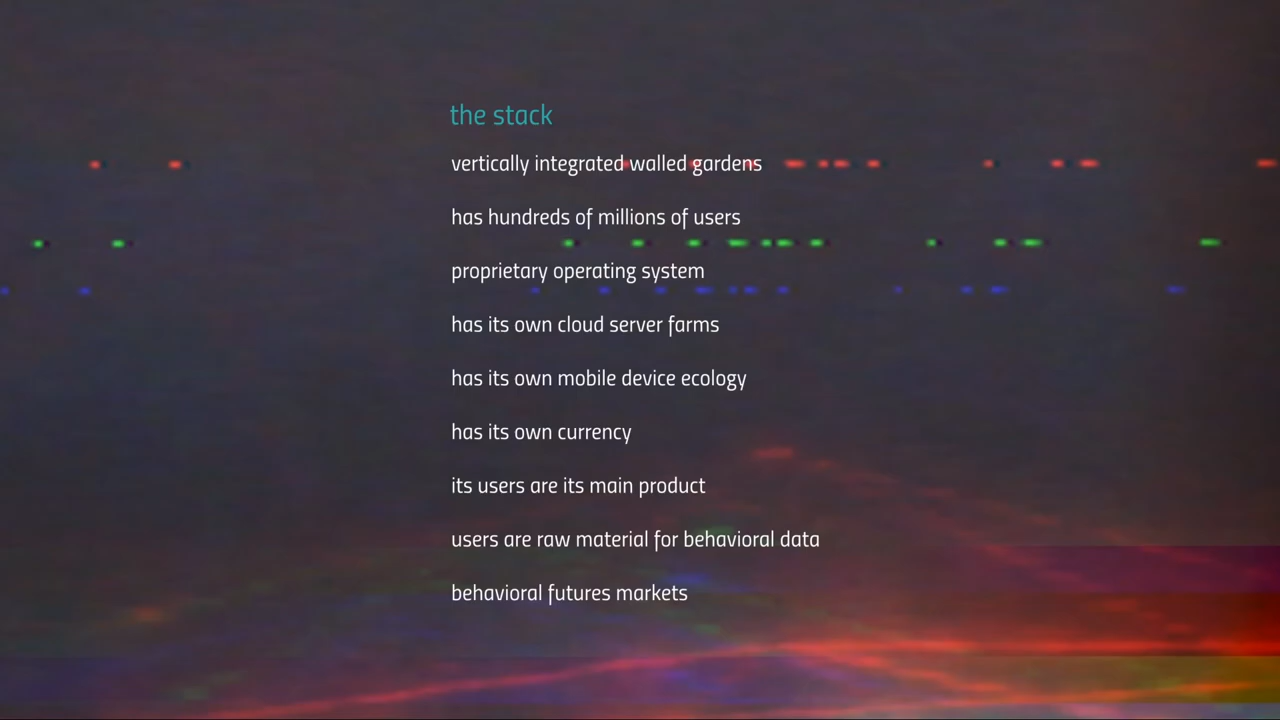 the stack
vertically integrated walled gardens
has hundreds of millions of users
proprietary operating system
has its own cloud server farms
has its own mobile device ecology
has its own currency
its users are its main product
users are raw material for behavioral data
behavioral futures markets